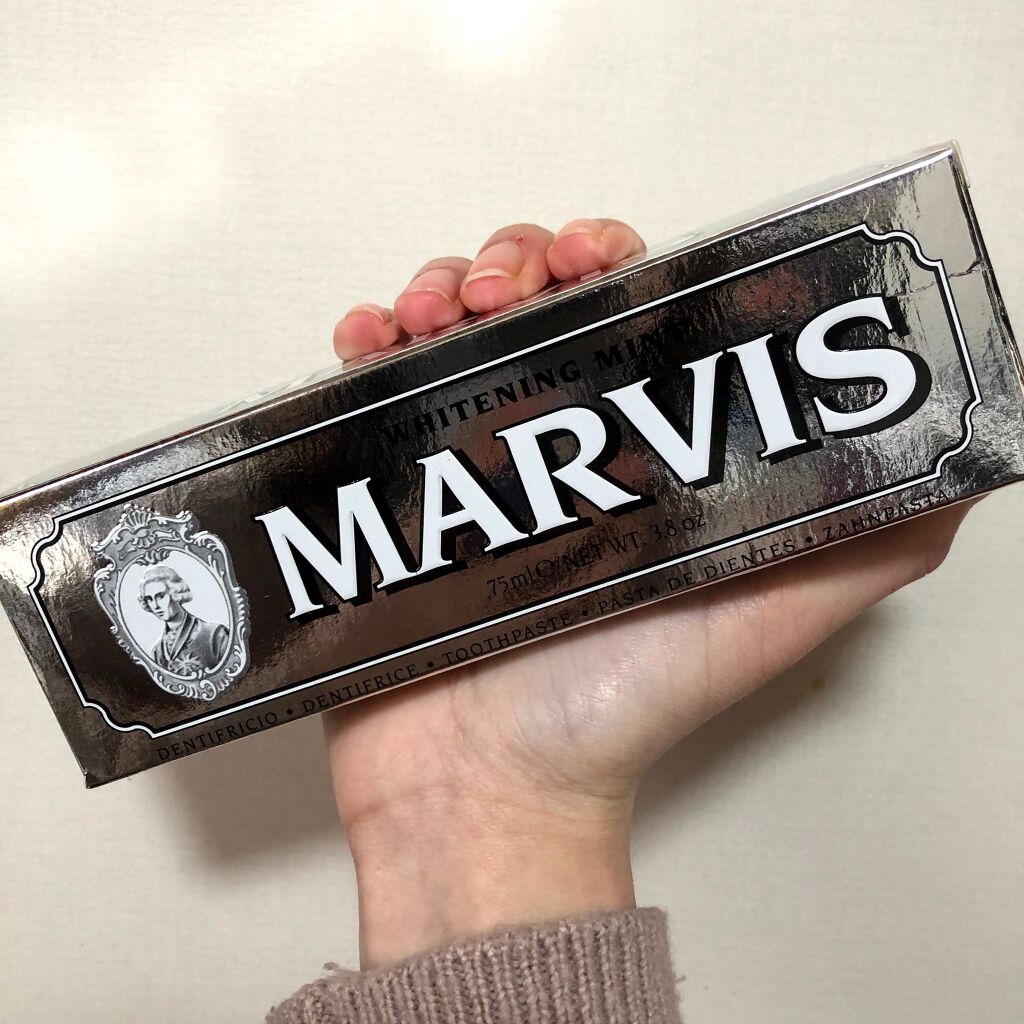 WHITENING MINT
MARVIS
75ml ℮ NET WT. 3.8 oz
DENTIFRICIO • DENTIFRICE • TOOTHPASTE • PASTA DE DIENTES • ZAHNPASTA